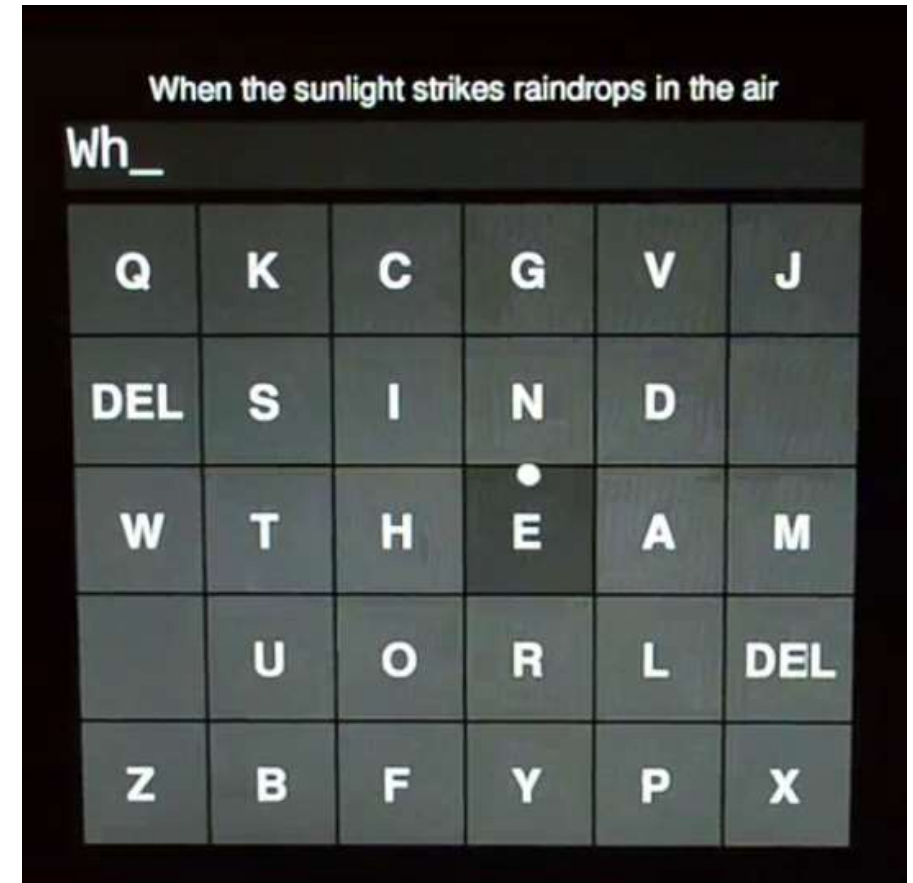 When the sunlight strikes raindrops in the air
Wh_
Q K C G V J
DEL S I N D
W T H E A M
U O R L DEL
Z B F Y P X